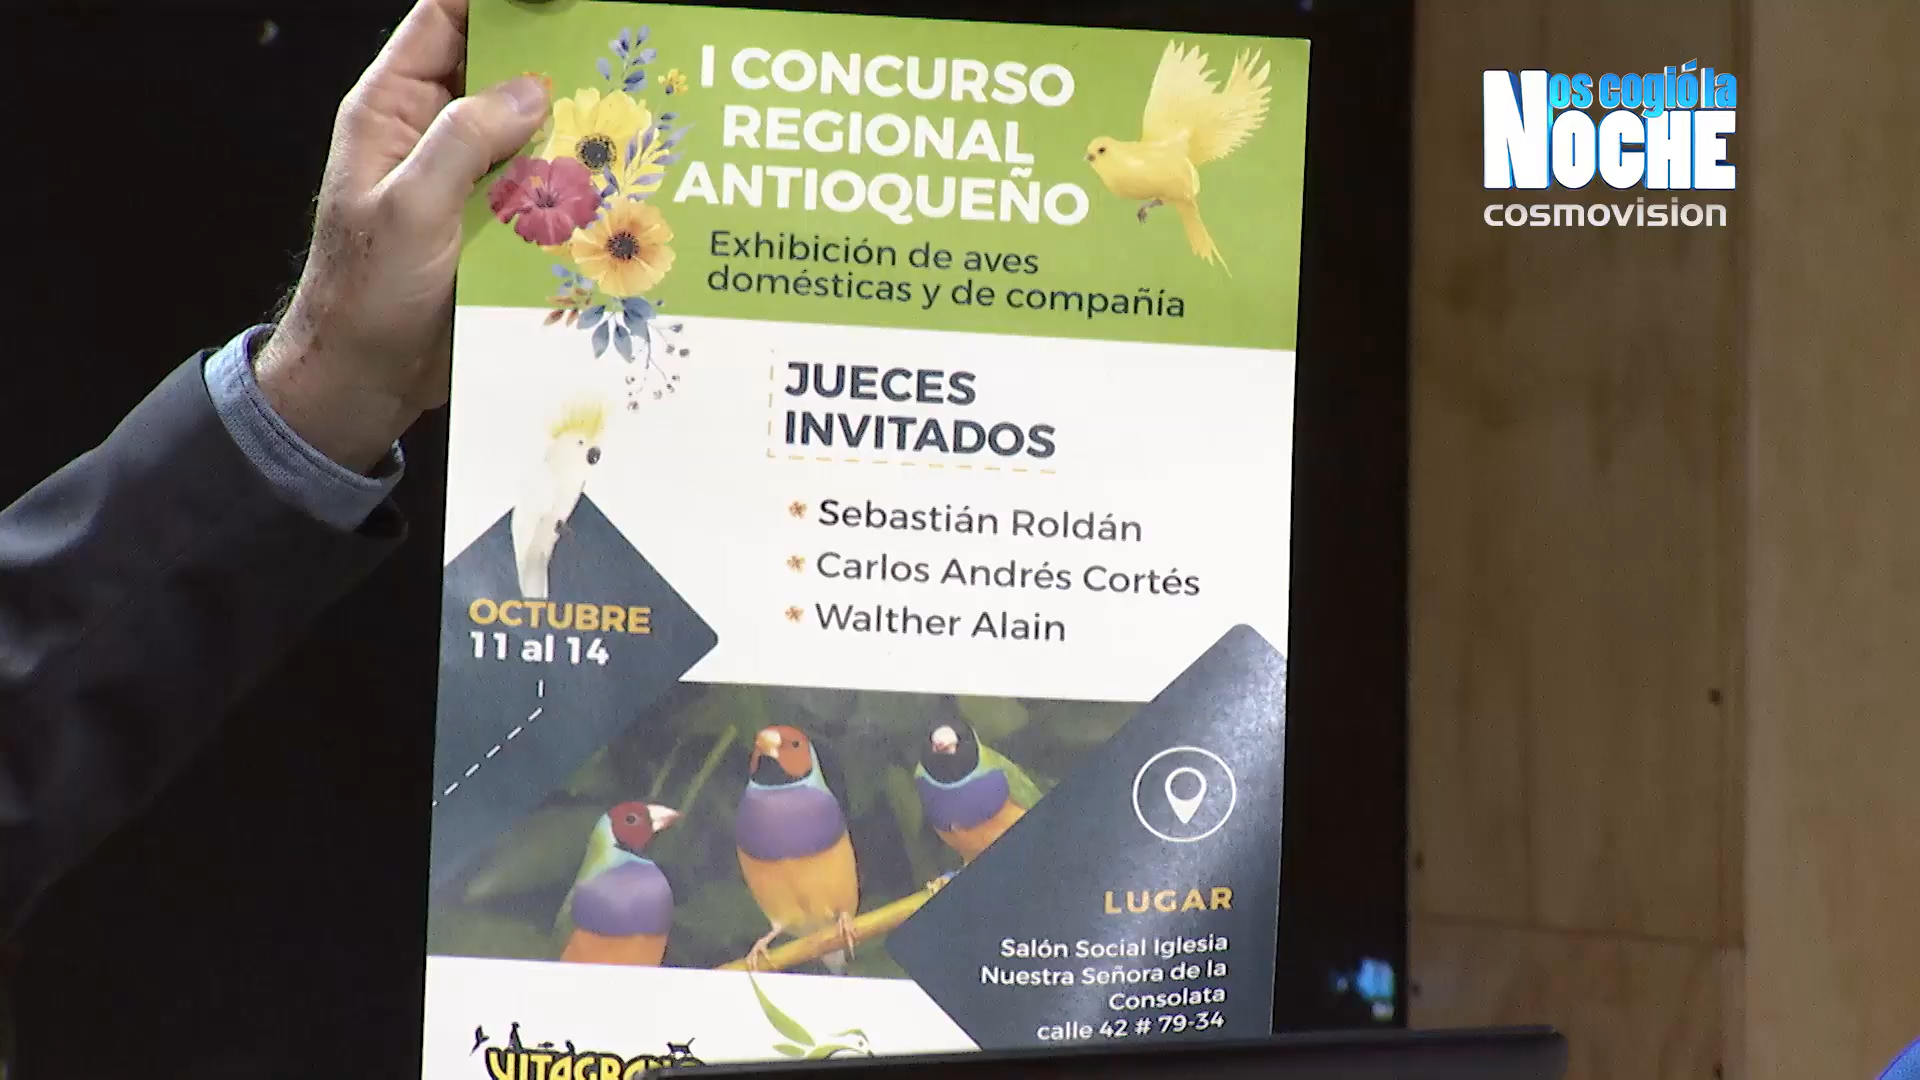 I CONCURSO
REGIONAL
ANTIOQUEÑO
Exhibición de aves
domésticas y de compañía
JUECES
INVITADOS
* Sebastián Roldán
* Carlos Andrés Cortés
* Walther Alain
OCTUBRE
11 al 14
LUGAR
Salón Social Iglesia
Nuestra Señora de la
Consolata
calle 42 # 79-34
Nos cogió la
NOCHE
cosmovision